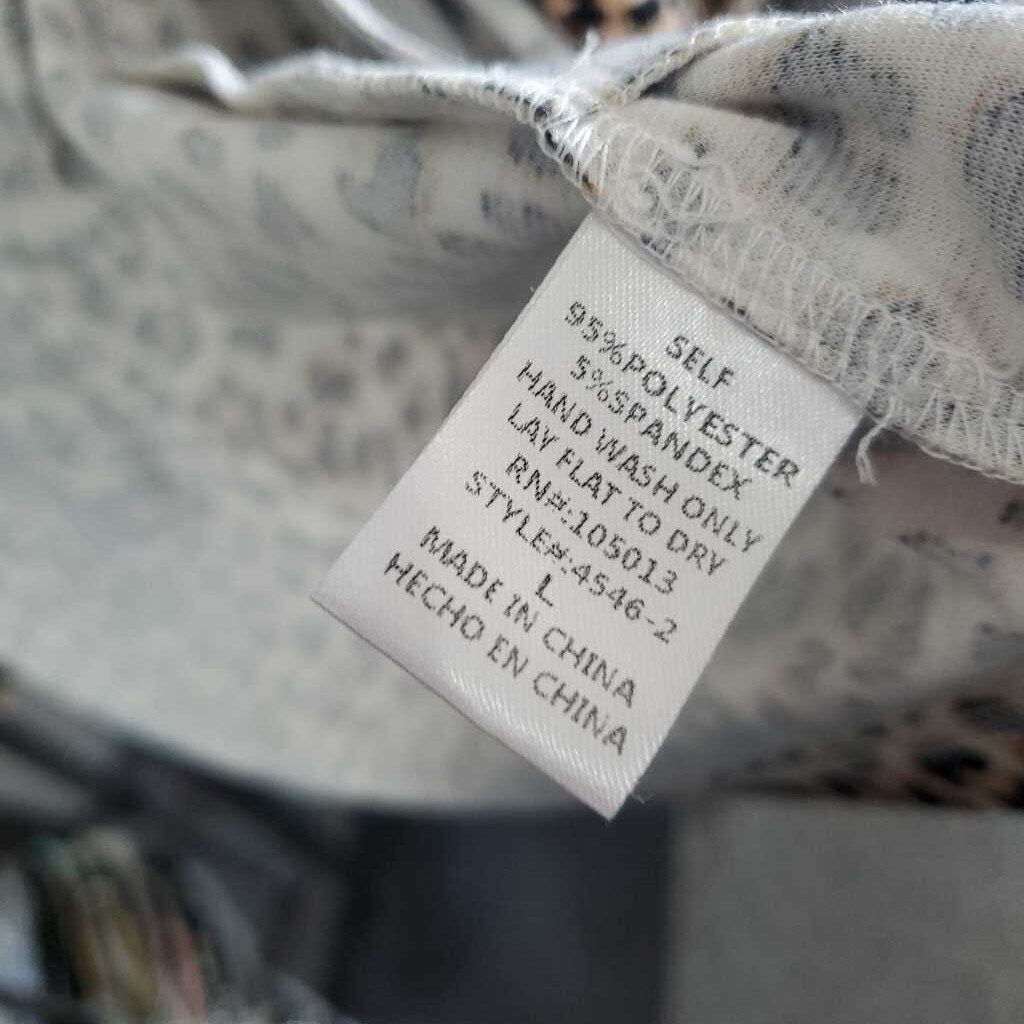 SELF
95%POLYESTER
5%SPANDEX
HAND WASH ONLY
LAY FLAT TO DRY
RN#:105013
STYLE#:4546-2
L
MADE IN CHINA
HECHO EN CHINA